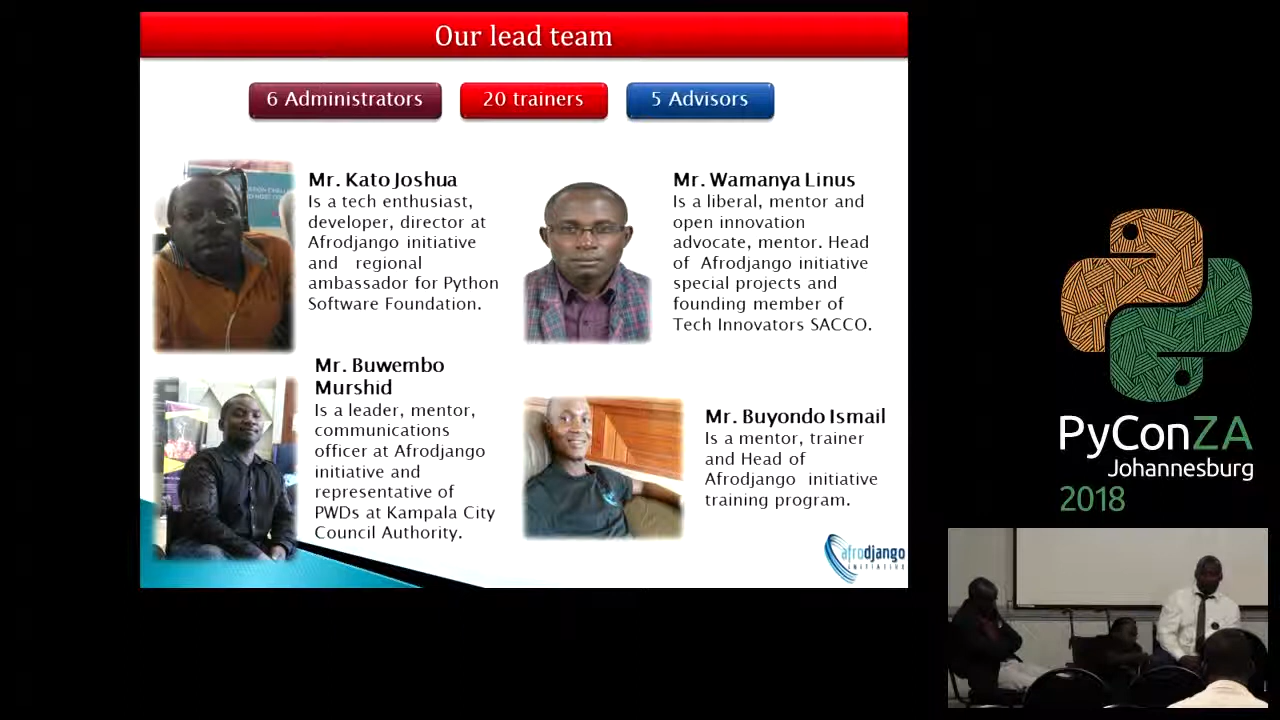 Our lead team
6 Administrators
20 trainers
5 Advisors
Mr. Kato Joshua
Is a tech enthusiast,
developer, director at
Afrodjango initiative
and regional
ambassador for Python
Software Foundation.
Mr. Wamanya Linus
Is a liberal, mentor and
open innovation
advocate, mentor. Head
of Afrodjango initiative
special projects and
founding member of
Tech Innovators SACCO.
Mr. Buwembo
Murshid
Is a leader, mentor,
communications
officer at Afrodjango
initiative and
representative of
PWDs at Kampala City
Council Authority.
Mr. Buyondo Ismail
Is a mentor, trainer
and Head of
Afrodjango initiative
training program.
afrodjango
INITIATIVE
PyConZA
Johannesburg
2018